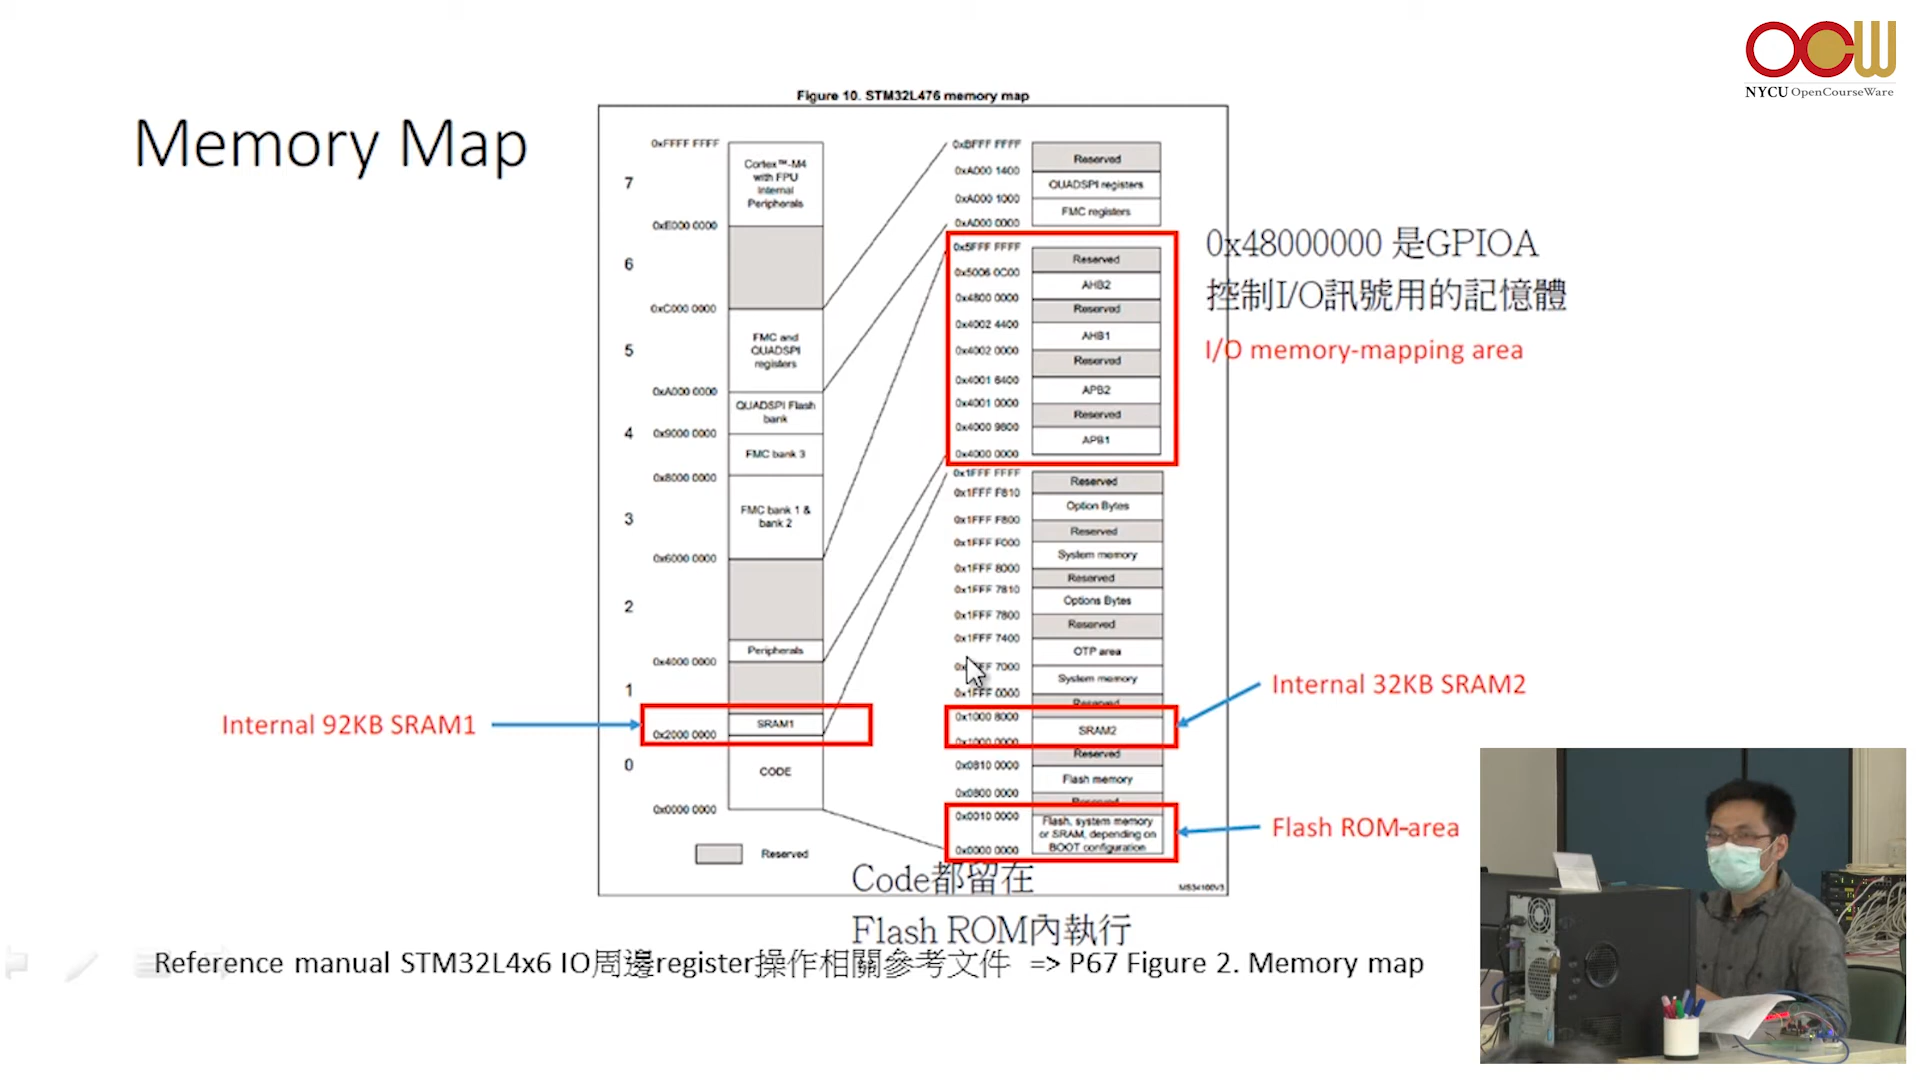 OCW
NYCU OpenCourseWare
Memory Map
Figure 10. STM32L476 memory map
0xFFFF FFFF
7
Cortex™-M4
with FPU
Internal
Peripherals
0xE000 0000
6
0xC000 0000
5
FMC and
QUADSPI
registers
0xA000 0000
QUADSPI Flash
bank
4
0x9000 0000
FMC bank 3
0x8000 0000
3
FMC bank 1 &
bank 2
0x6000 0000
2
Peripherals
0x4000 0000
1
SRAM1
0x2000 0000
0
CODE
0x0000 0000
Reserved
0xBFFF FFFF
Reserved
0xA000 1400
QUADSPI registers
0xA000 1000
FMC registers
0xA000 0000
0x5FFF FFFF
Reserved
0x5006 0C00
AHB2
0x4800 0000
Reserved
0x4002 4400
AHB1
0x4002 0000
Reserved
0x4001 6400
APB2
0x4001 0000
Reserved
0x4000 9800
APB1
0x4000 0000
0x1FFF FFFF
Reserved
0x1FFF F810
Option Bytes
0x1FFF F800
Reserved
0x1FFF F000
System memory
0x1FFF 8000
Reserved
0x1FFF 7810
Options Bytes
0x1FFF 7800
Reserved
0x1FFF 7400
OTP area
7000
System memory
0x1FFF 0000
Reserved
0x1000 8000
SRAM2
0x1000 0000
Reserved
0x0810 0000
Flash memory
0x0800 0000
Reserved
0x0010 0000
Flash, system memory
or SRAM, depending on
BOOT configuration
0x0000 0000
MS34100V3
0x48000000 是GPIOA
控制I/O訊號用的記憶體
I/O memory-mapping area
Internal 92KB SRAM1
Internal 32KB SRAM2
Flash ROM-area
Code都留在
Flash ROM內執行
Reference manual STM32L4x6 IO周邊register操作相關參考文件 => P67 Figure 2. Memory map